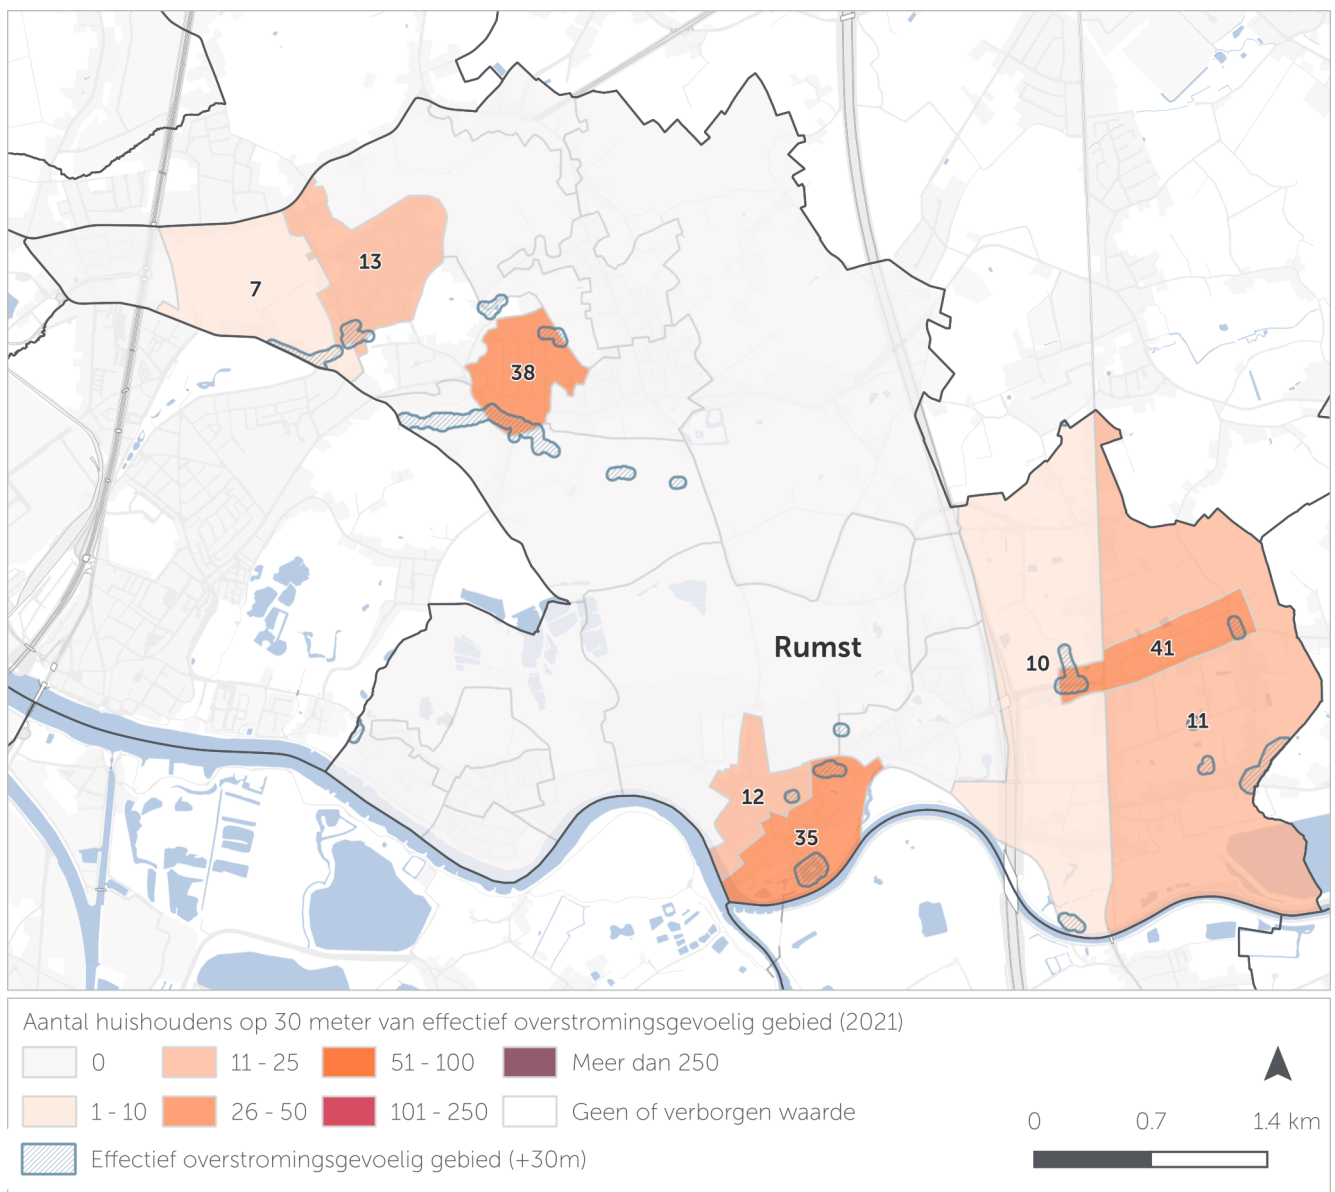 13
7
38
Rumst
10
41
11
12
35
Aantal huishoudens op 30 meter van effectief overstromingsgevoelig gebied (2021)
0
11 - 25
51 - 100
Meer dan 250
1 - 10
26 - 50
101 - 250
Geen of verborgen waarde
0
0.7
1.4 km
Effectief overstromingsgevoelig gebied (+30m)